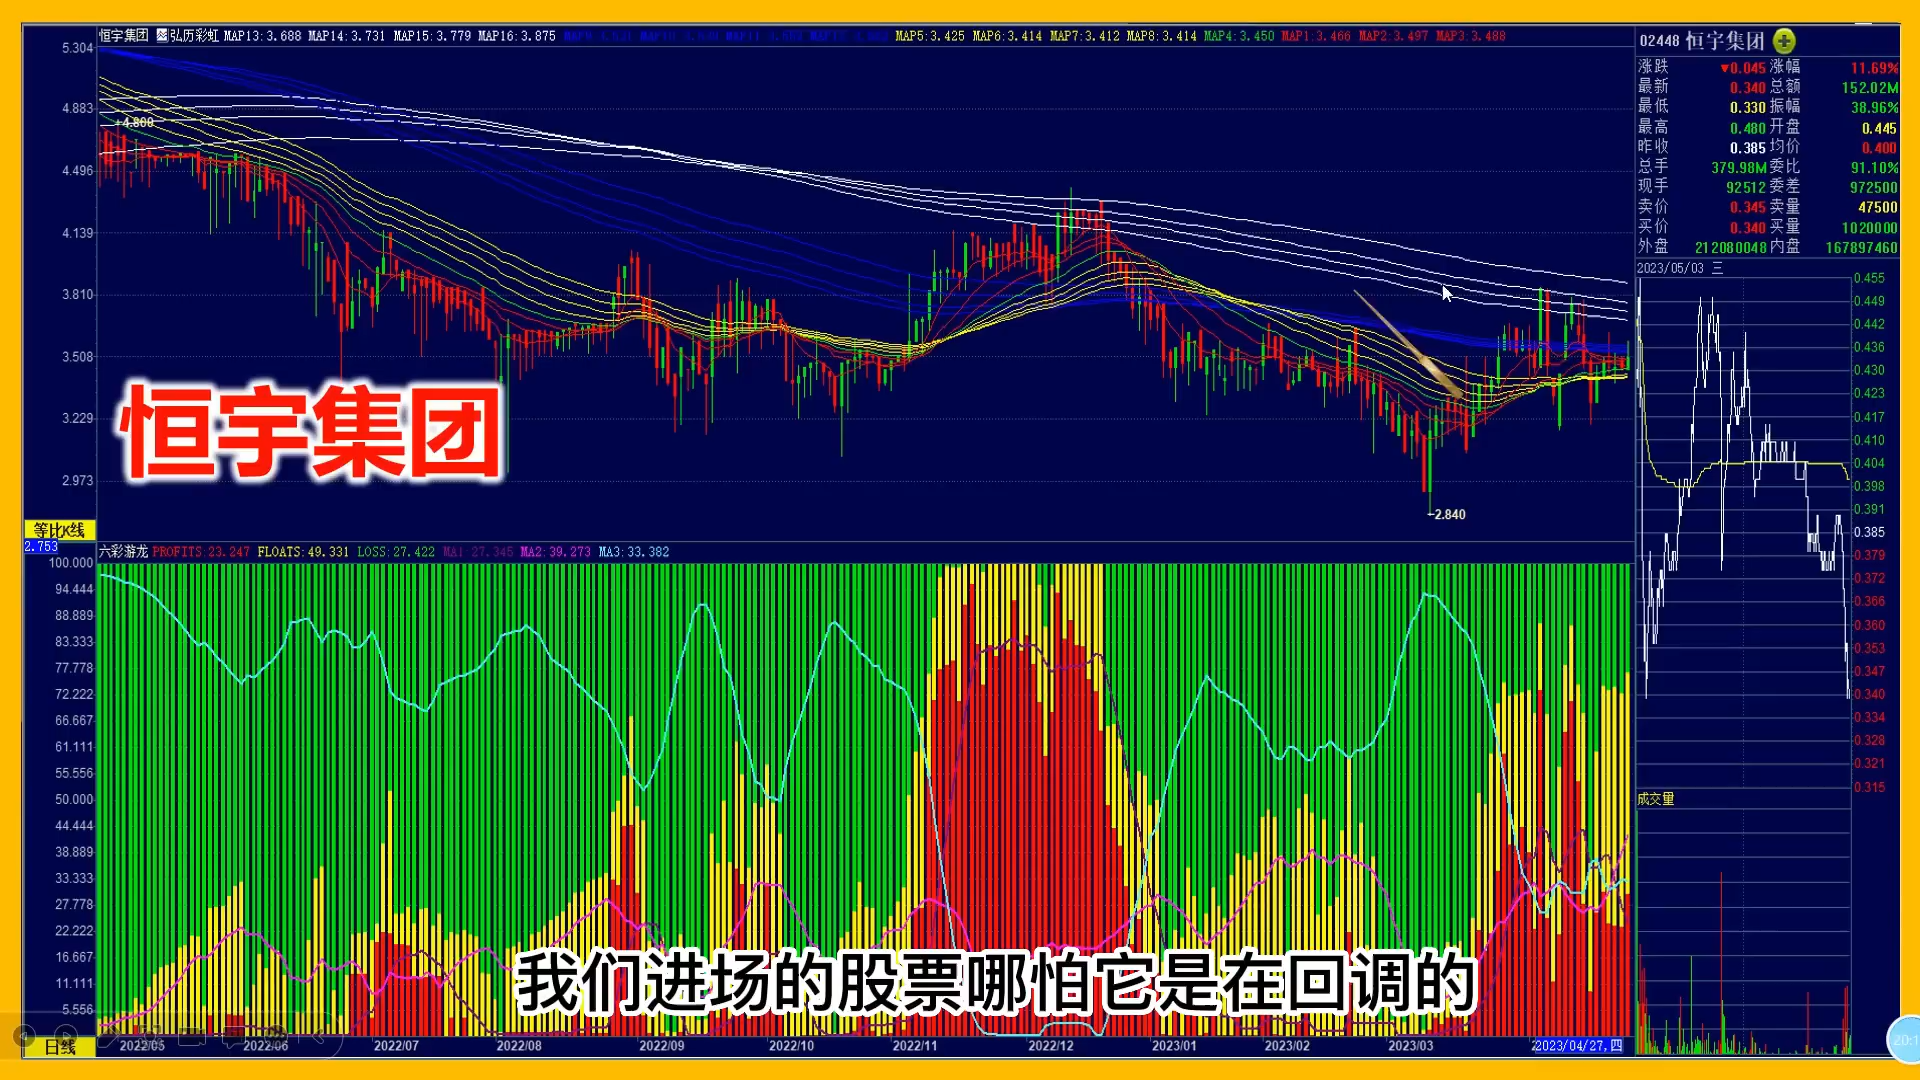 恒宇集团 弘历彩虹 MAP13:3.688 MAP14:3.731 MAP15:3.779 MAP16:3.875 MAP5:3.425 MAP6:3.414 MAP7:3.412 MAP8:3.414 MAP4:3.450 MAP1:3.466 MAP2:3.497 MAP3:3.488
5.304
4.883
4.496
4.139
3.810
3.508
3.229
2.973
4.808
2.840
恒宇集团
等比K线
2.753
六彩游龙 PROFITS:23.247 FLOATS:49.331 LOSS:27.422 MA1:27.345 MA2:39.273 MA3:33.382
100.000
94.444
88.889
83.333
77.778
72.222
66.667
61.111
55.556
50.000
44.444
38.889
33.333
27.778
22.222
16.667
11.111
5.556
我们进场的股票哪怕它是在回调的
日线 2022/05 2022/06 2022/07 2022/08 2022/09 2022/10 2022/11 2022/12 2023/01 2023/02 2023/03 2023/04/27,四
02448 恒宇集团
涨跌 ▼0.045 涨幅 11.69%
最新 0.340 总额 152.02M
最低 0.330 振幅 38.96%
最高 0.480 开盘 0.445
昨收 0.385 均价 0.400
总手 379.98M 委比 91.10%
现手 92512 委差 972500
卖价 0.345 卖量 47500
买价 0.340 买量 1020000
外盘 212080048 内盘 167897460
2023/05/03 三
0.455
0.449
0.442
0.436
0.430
0.423
0.417
0.410
0.404
0.398
0.391
0.385
0.379
0.372
0.366
0.360
0.353
0.347
0.340
0.334
0.328
0.321
0.315
成交量